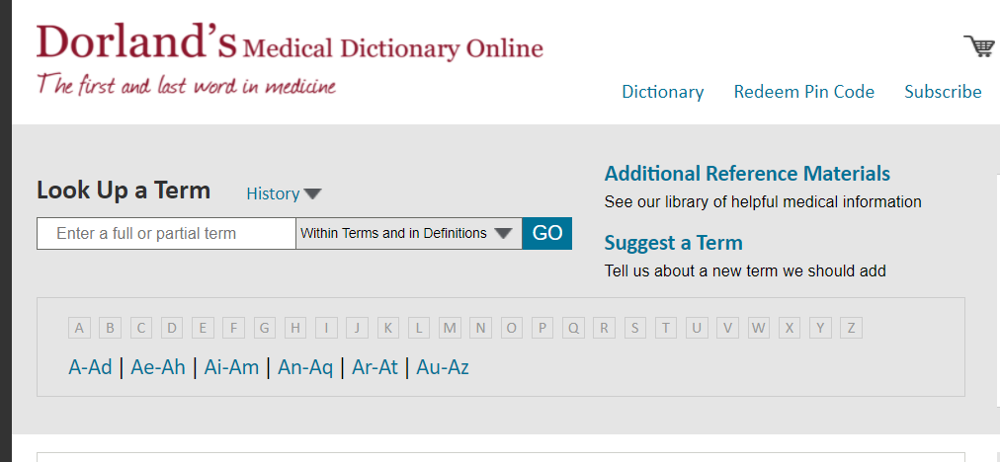 Dorland's Medical Dictionary Online
The first and last word in medicine
Dictionary Redeem Pin Code Subscribe
Look Up a Term History
Enter a full or partial term Within Terms and in Definitions GO
Additional Reference Materials
See our library of helpful medical information
Suggest a Term
Tell us about a new term we should add
A B C D E F G H I J K L M N O P Q R S T U V W X Y Z
A-Ad | Ae-Ah | Ai-Am | An-Aq | Ar-At | Au-Az